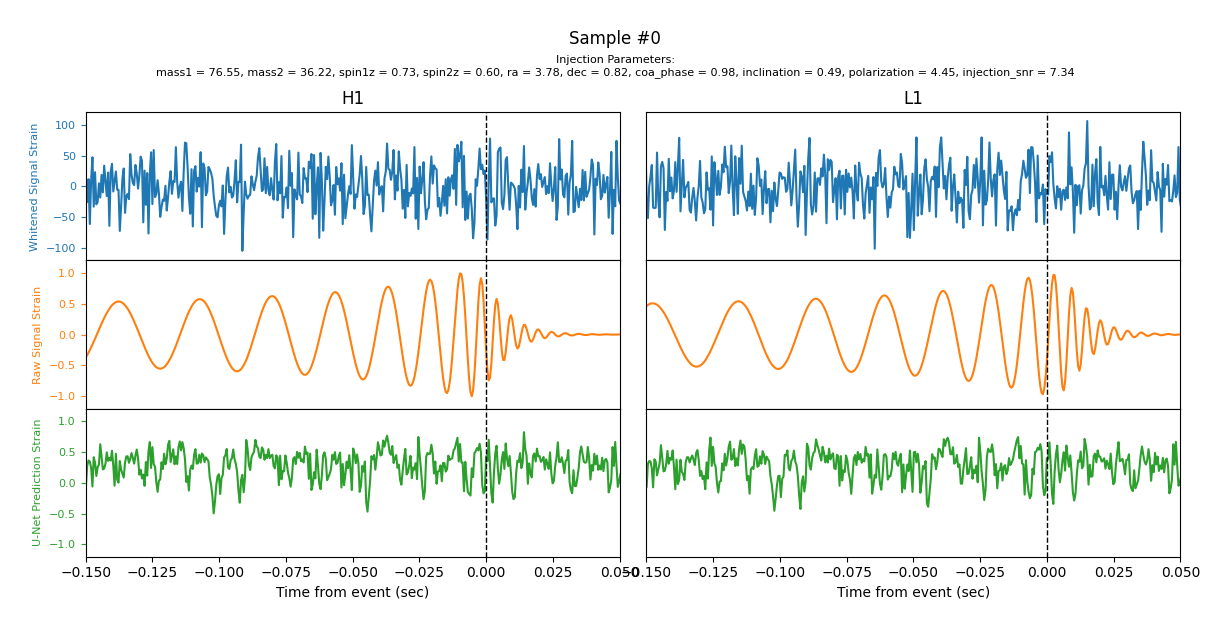 Sample #0
Injection Parameters:
mass1 = 76.55, mass2 = 36.22, spin1z = 0.73, spin2z = 0.60, ra = 3.78, dec = 0.82, coa_phase = 0.98, inclination = 0.49, polarization = 4.45, injection_snr = 7.34
H1 L1
Whitened Signal Strain
100
50
0
−50
−100
Raw Signal Strain
1.0
0.5
0.0
−0.5
−1.0
U-Net Prediction Strain
1.0
0.5
0.0
−0.5
−1.0
−0.150 −0.125 −0.100 −0.075 −0.050 −0.025 0.000 0.025 0.050
−0.150 −0.125 −0.100 −0.075 −0.050 −0.025 0.000 0.025 0.050
Time from event (sec) Time from event (sec)